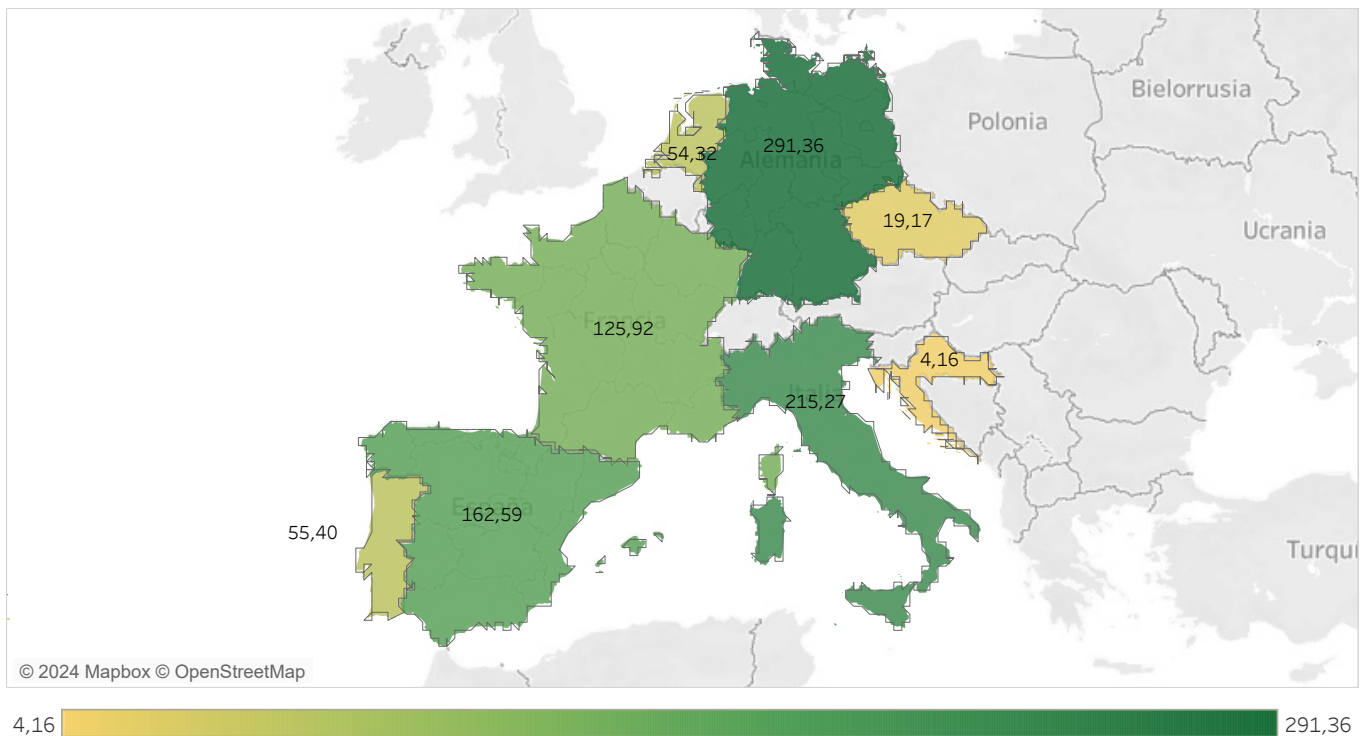 Bielorrusia
Polonia
291,36
54,32
Alemania
19,17
Ucrania
Francia
125,92
4,16
Italia
215,27
España
162,59
55,40
Turqu
© 2024 Mapbox © OpenStreetMap
4,16
291,36